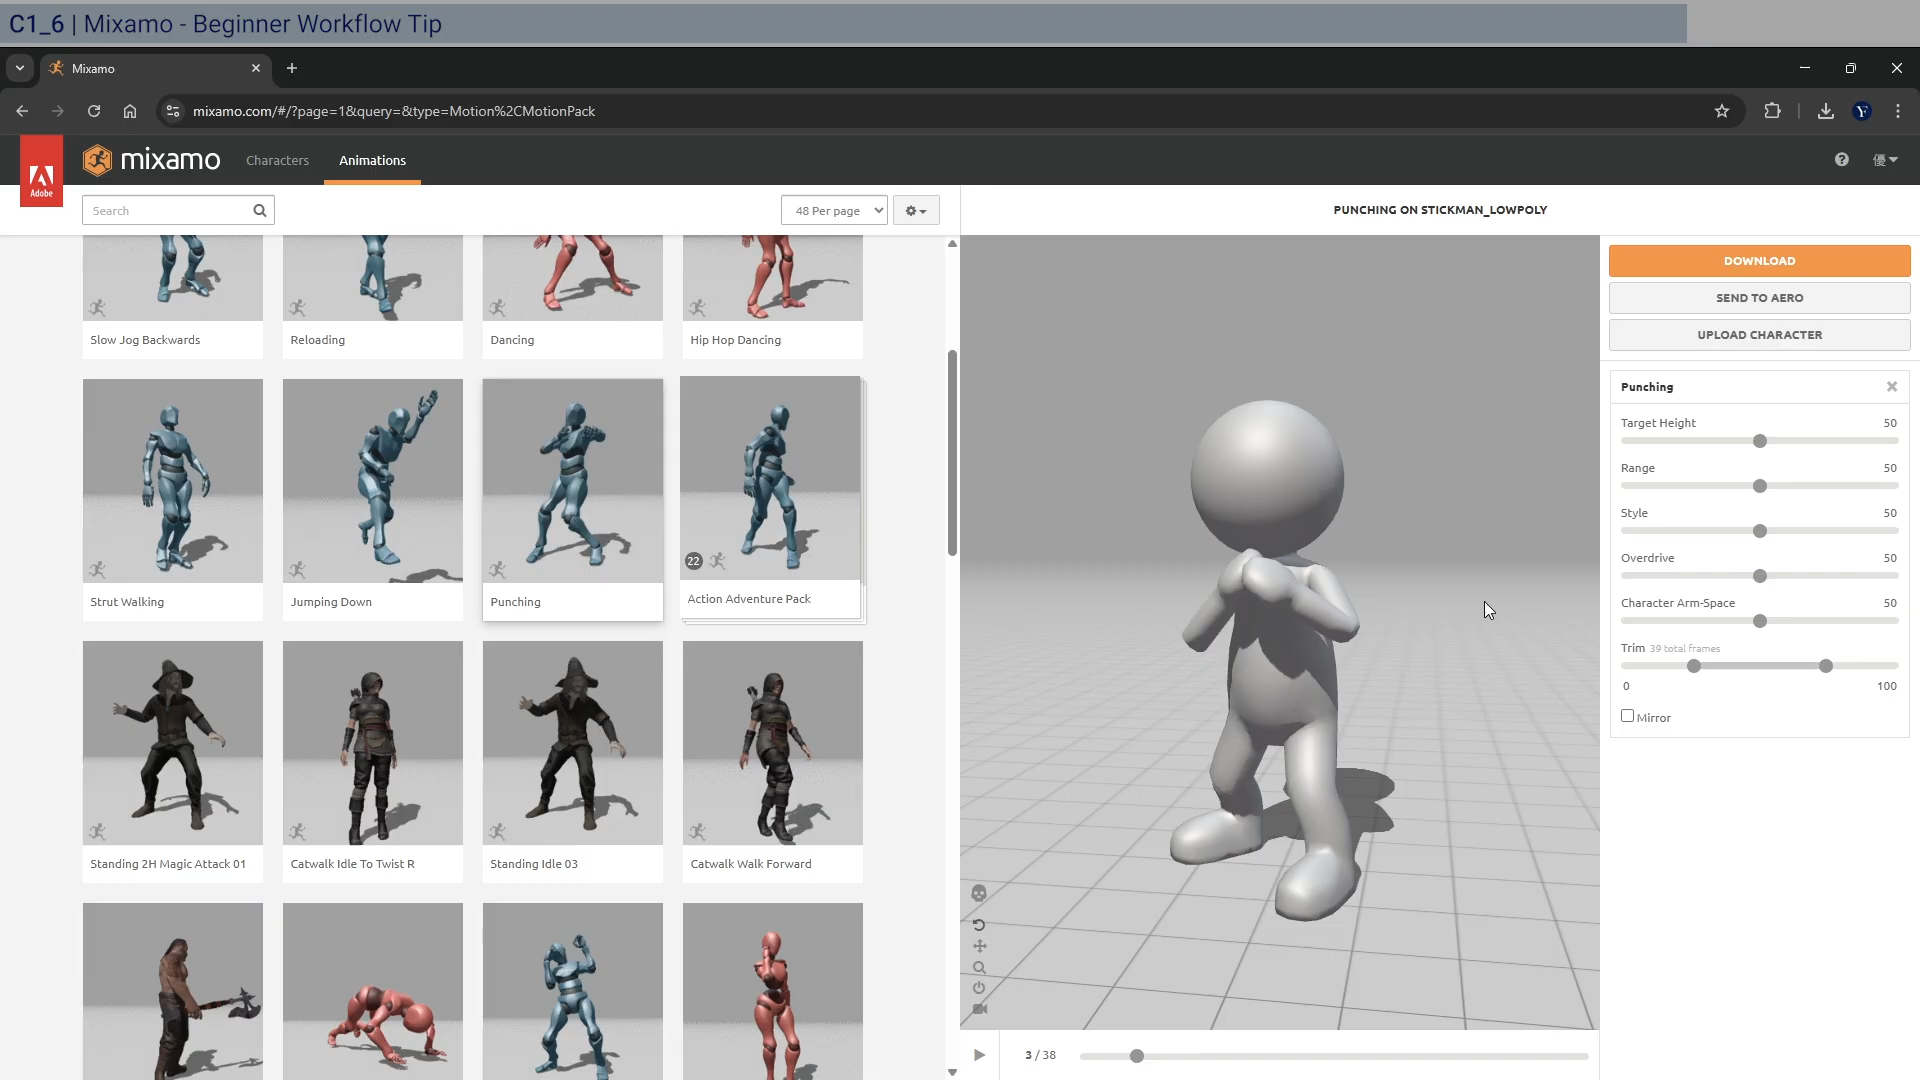 C1_6 | Mixamo - Beginner Workflow Tip
Mixamo
mixamo.com/#/?page=1&query=&type=Motion%2CMotionPack
Adobe
mixamo
Characters
Animations
優
Search
48 Per page
PUNCHING ON STICKMAN_LOWPOLY
DOWNLOAD
SEND TO AERO
UPLOAD CHARACTER
Slow Jog Backwards
Reloading
Dancing
Hip Hop Dancing
Punching
Target Height 50
Range 50
Style 50
Overdrive 50
Character Arm-Space 50
Trim 39 total frames
0 100
Mirror
22
Strut Walking
Jumping Down
Punching
Action Adventure Pack
Standing 2H Magic Attack 01
Catwalk Idle To Twist R
Standing Idle 03
Catwalk Walk Forward
3 / 38